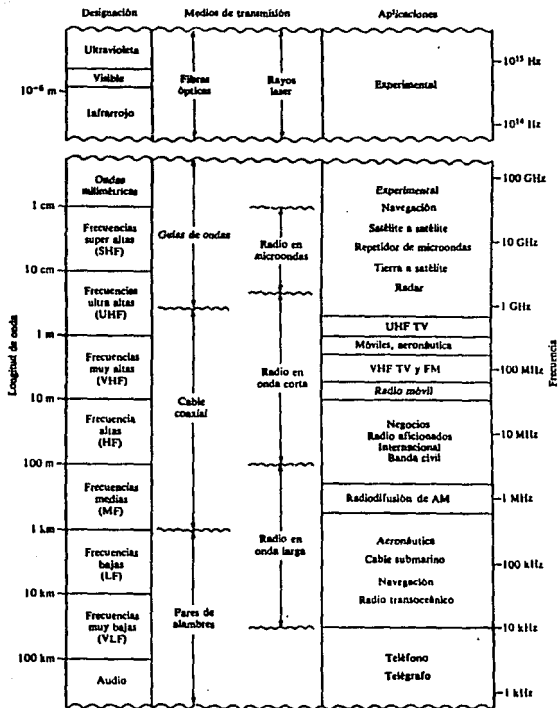 Designación
Medios de transmisión
Aplicaciones
Longitud de onda
10⁻⁶ m
1 cm
10 cm
1 m
10 m
100 m
1 km
10 km
100 km
Ultravioleta
Visible
Infrarrojo
Ondas
milimétricas
Frecuencias
super altas
(SHF)
Frecuencias
ultra altas
(UHF)
Frecuencias
muy altas
(VHF)
Frecuencias
altas
(HF)
Frecuencias
medias
(MF)
Frecuencias
bajas
(LF)
Frecuencias
muy bajas
(VLF)
Audio
Fibras
ópticas
Guías de ondas
Cable
coaxial
Pares de
alambres
Rayos
laser
Radio en
microondas
Radio en
onda corta
Radio en
onda larga
Experimental
Experimental
Navegación
Satélite a satélite
Repetidor de microondas
Tierra a satélite
Radar
UHF TV
Móviles, aeronáutica
VHF TV y FM
Radio móvil
Negocios
Radio aficionados
Internacional
Banda civil
Radiodifusión de AM
Aeronáutica
Cable submarino
Navegación
Radio transoceánico
Teléfono
Telégrafo
10¹⁵ Hz
10¹⁴ Hz
100 GHz
10 GHz
1 GHz
100 MHz
10 MHz
1 MHz
100 kHz
10 kHz
1 kHz
Frecuencia